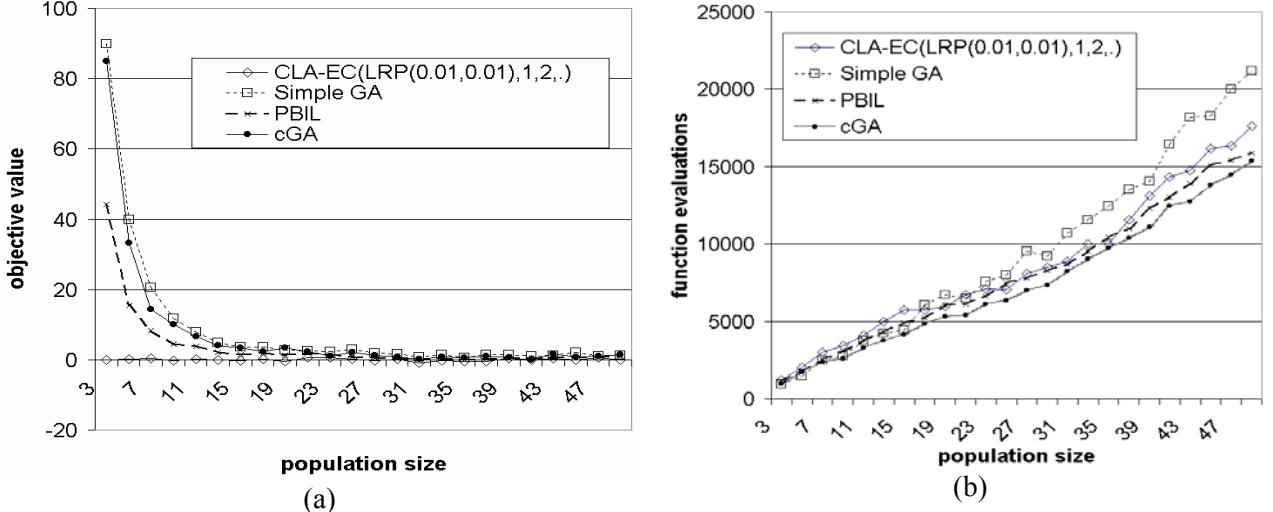 100
80
60
40
20
0
-20
objective value
CLA-EC(LRP(0.01,0.01),1,2,.)
Simple GA
PBIL
cGA
3 7 11 15 19 23 27 31 35 39 43 47
population size
(a)
25000
20000
15000
10000
5000
0
function evaluations
CLA-EC(LRP(0.01,0.01),1,2,.)
Simple GA
PBIL
cGA
3 7 11 15 19 23 27 31 35 39 43 47
population size
(b)